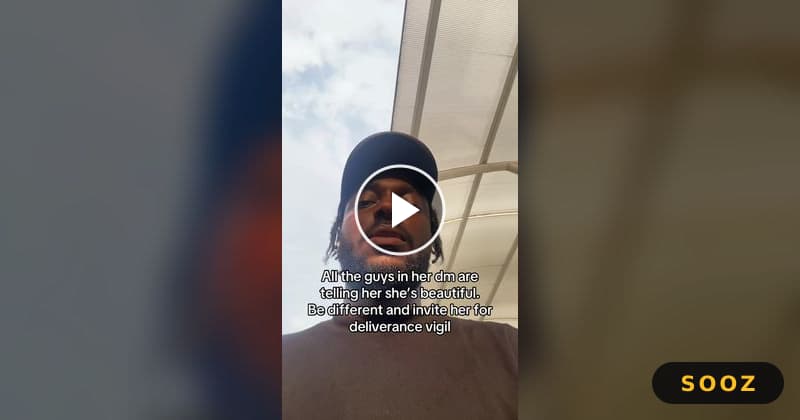 All the guys in her dm are
telling her she's beautiful.
Be different and invite her for
deliverance vigil
SOOZ